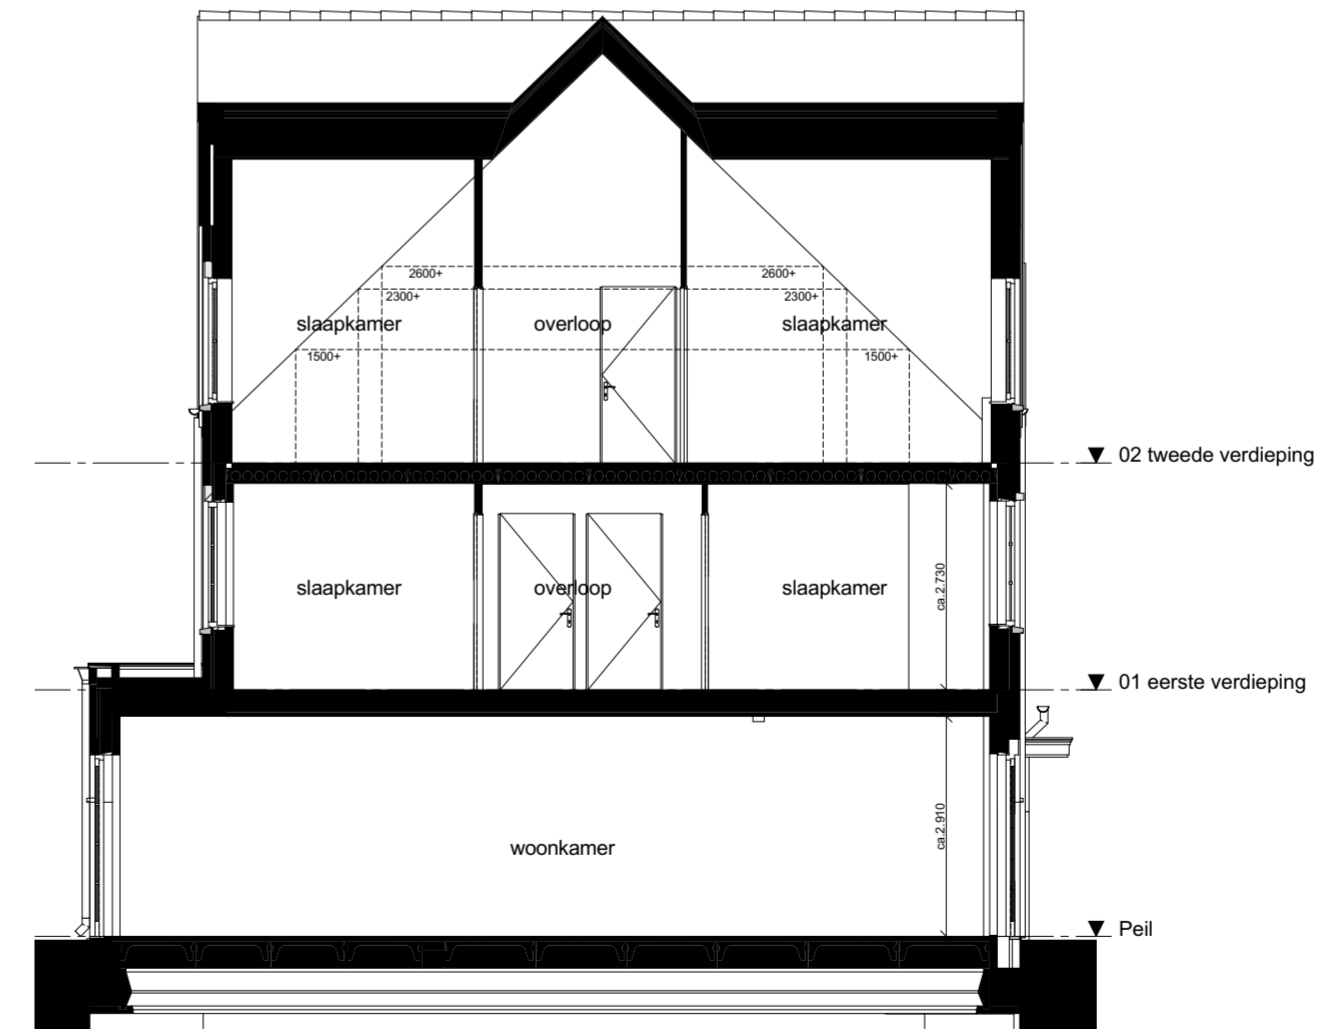 2600+ 2600+
2300+ 2300+
slaapkamer overloop slaapkamer
1500+ 1500+
02 tweede verdieping
ca.2.730
slaapkamer overloop slaapkamer
01 eerste verdieping
ca.2.910
woonkamer
Peil